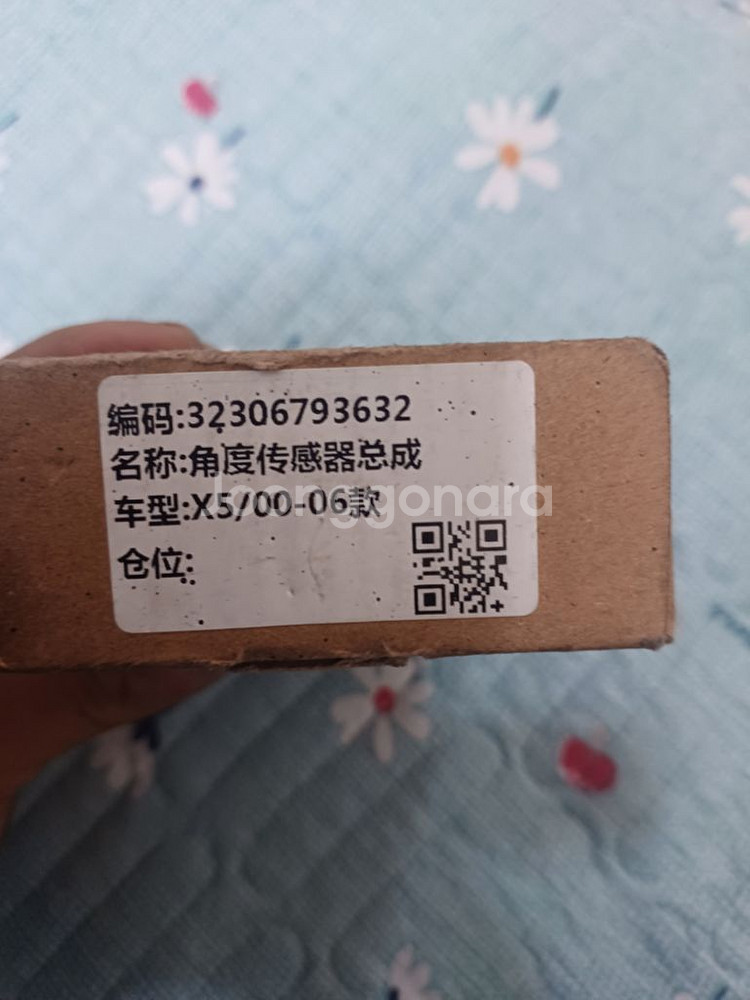 编码:32306793632
名称:角度传感器总成
车型:X5/00-06款
仓位:
joonggonara